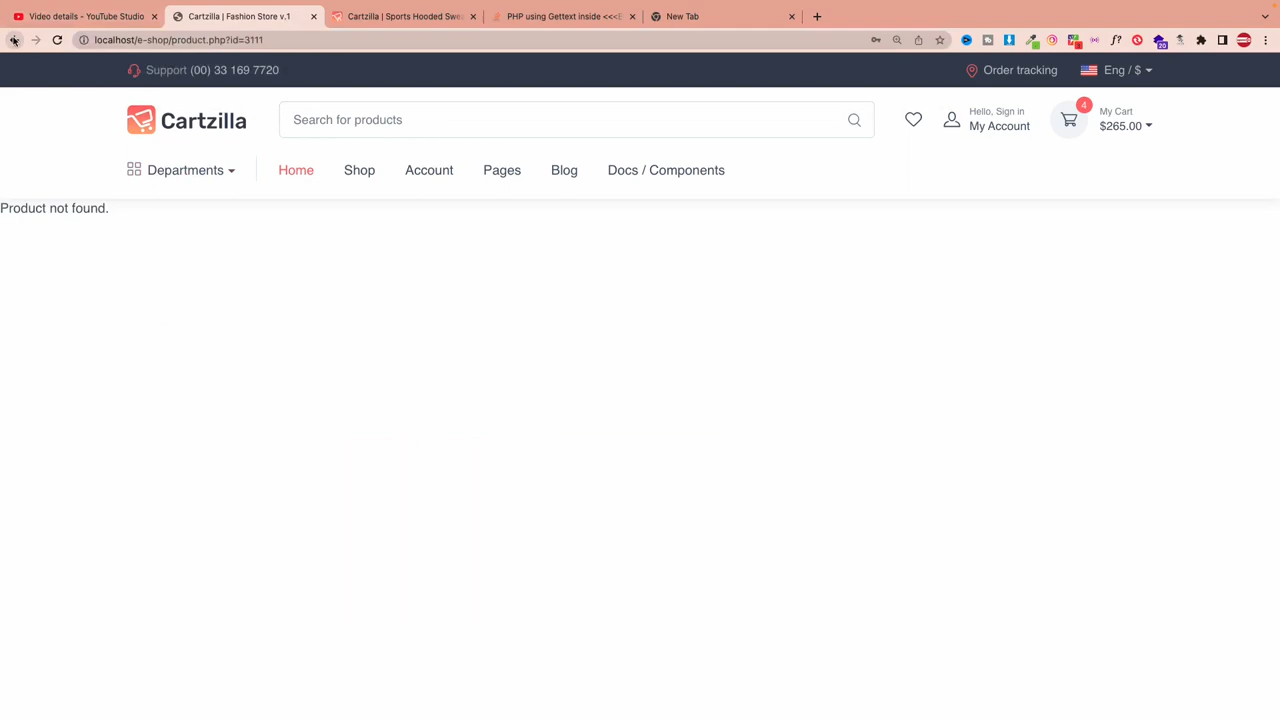 Video details - YouTube Studio
Cartzilla | Fashion Store v.1
Cartzilla | Sports Hooded Swe
PHP using Gettext inside <<<E
New Tab
localhost/e-shop/product.php?id=3111
Support (00) 33 169 7720
Order tracking
Eng / $
Cartzilla
Search for products
Hello, Sign in
My Account
4
My Cart
$265.00
Departments
Home
Shop
Account
Pages
Blog
Docs / Components
Product not found.